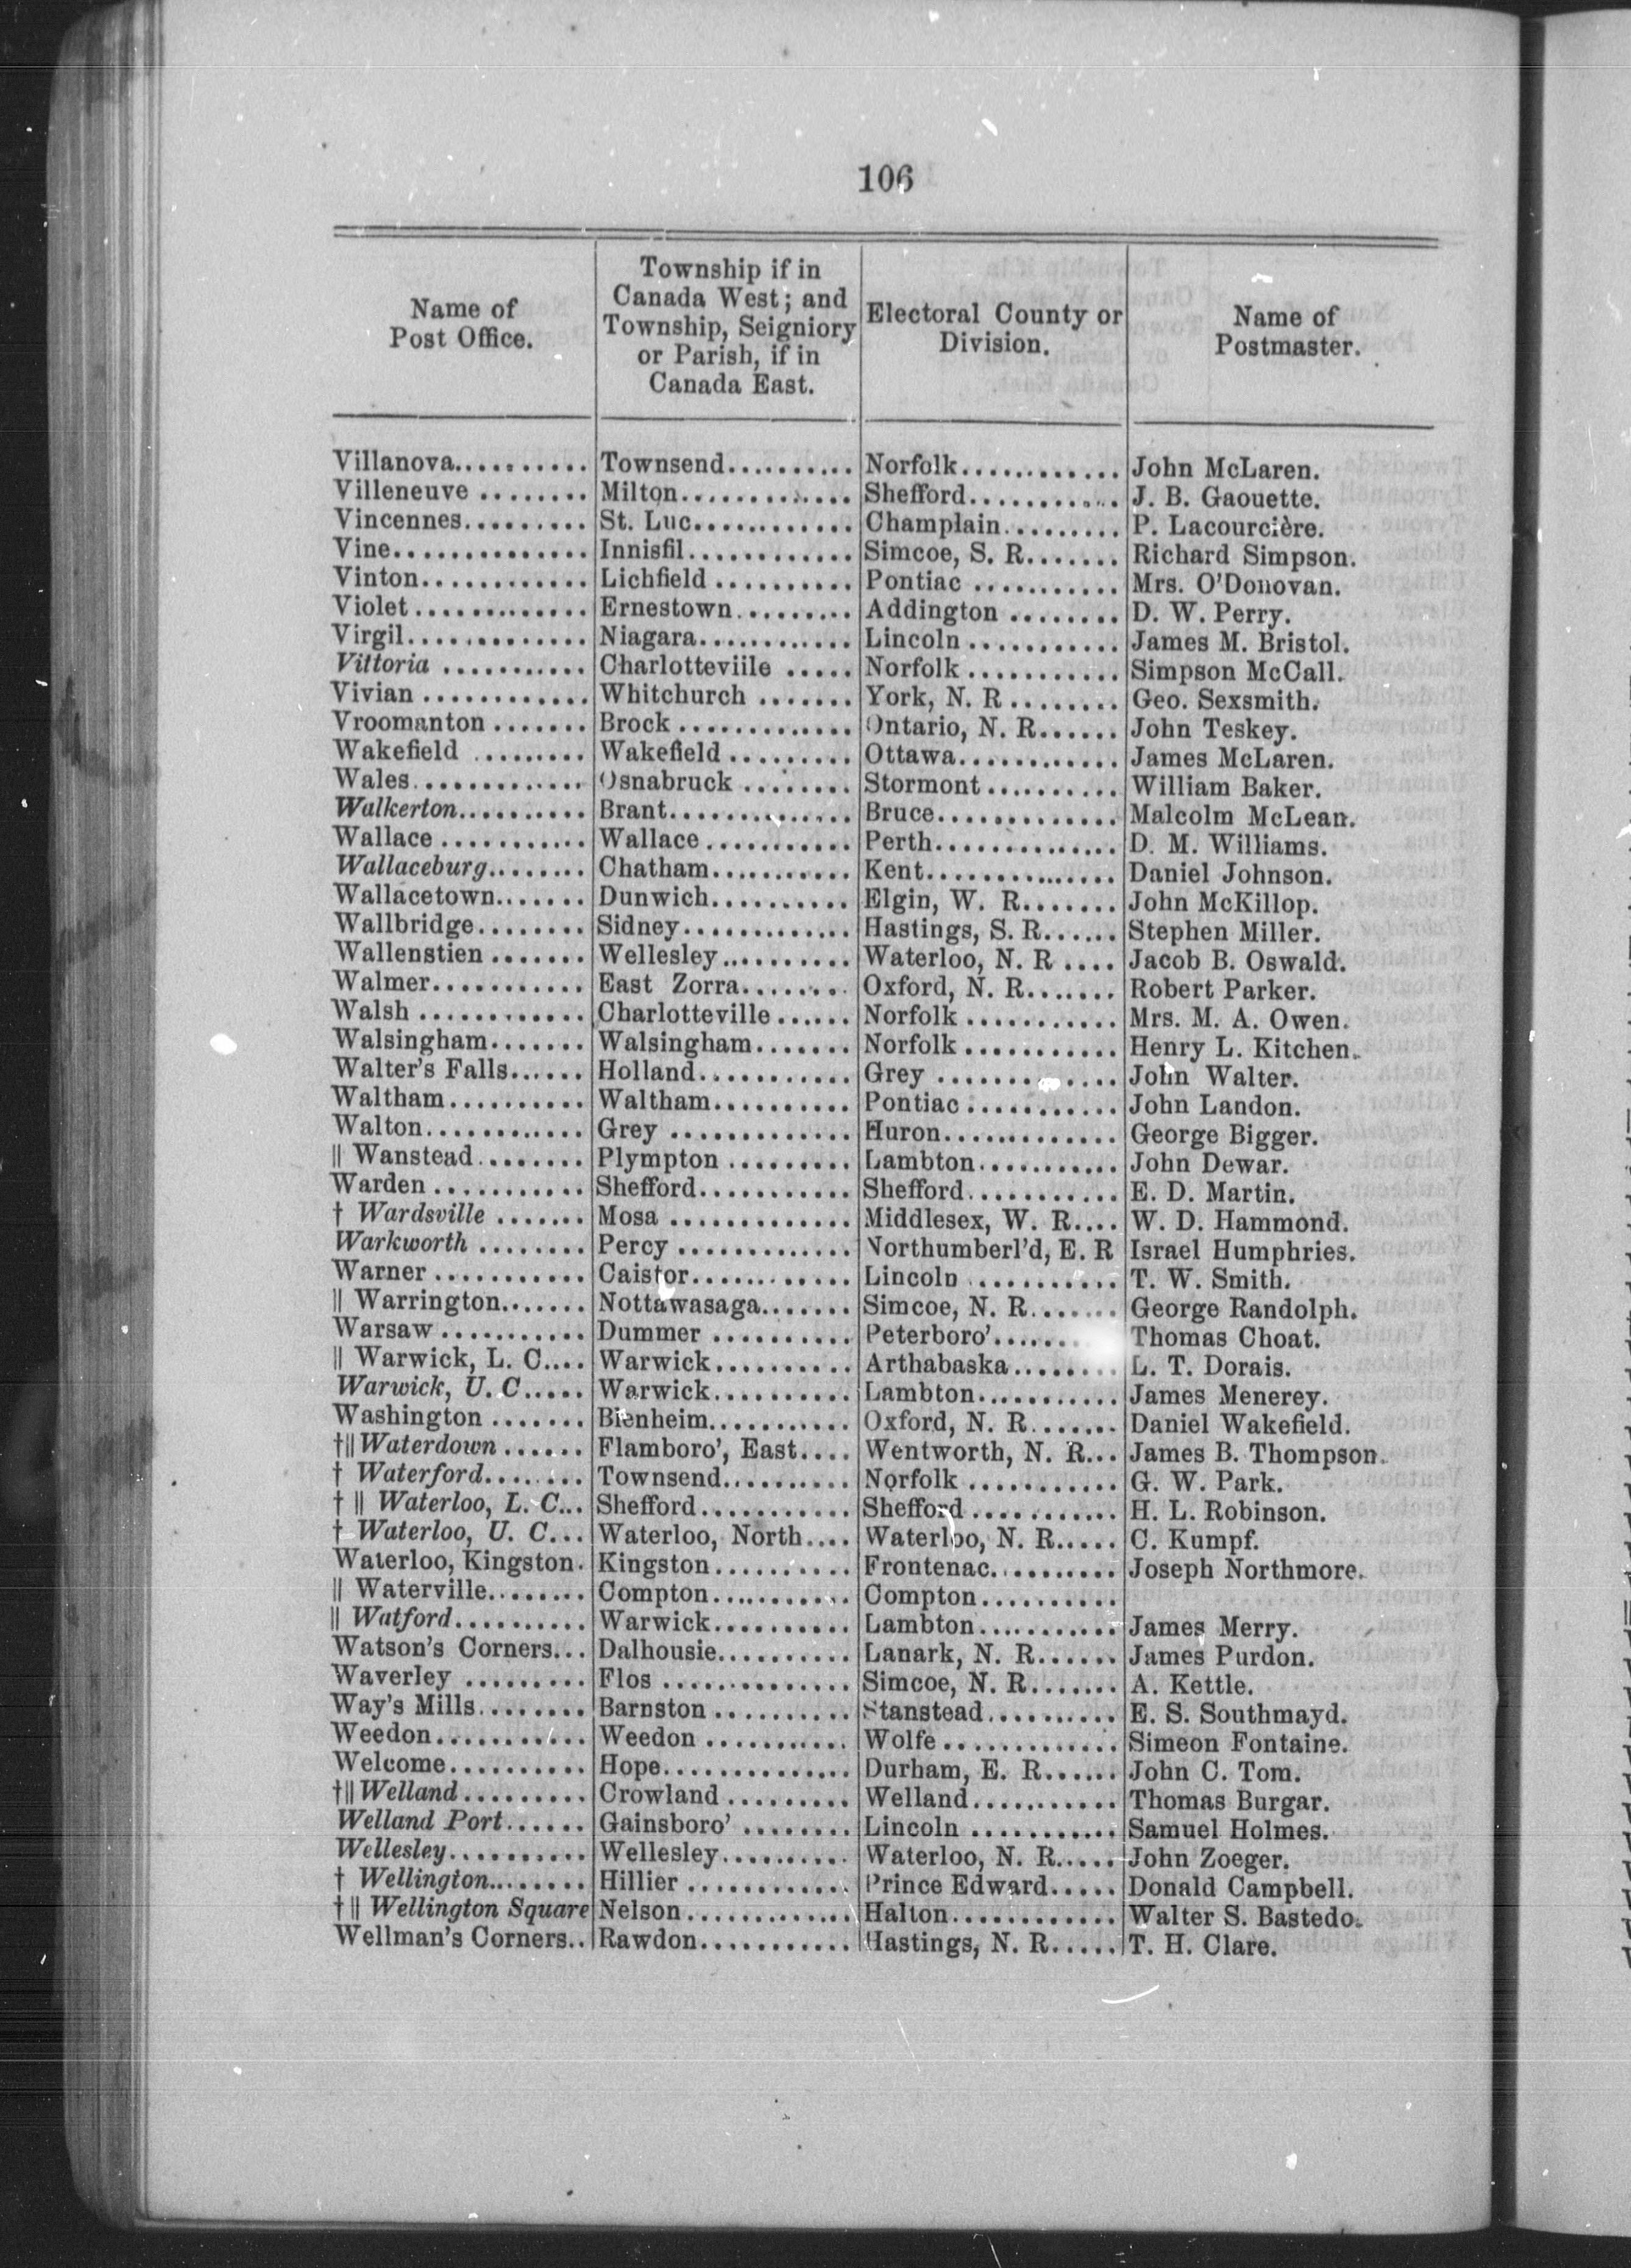 106
Name of Post Office. | Township if in Canada West; and Township, Seigniory or Parish, if in Canada East. | Electoral County or Division. | Name of Postmaster.
Villanova.......... | Townsend.......... | Norfolk............ | John McLaren.
Villeneuve ........ | Milton............. | Shefford........... | J. B. Gaouette.
Vincennes......... | St. Luc............ | Champlain......... | P. Lacourcière.
Vine.............. | Innisfil............ | Simcoe, S. R....... | Richard Simpson.
Vinton............ | Lichfield .......... | Pontiac ........... | Mrs. O'Donovan.
Violet ............. | Ernestown......... | Addington ........ | D. W. Perry.
Virgil.............. | Niagara............ | Lincoln ........... | James M. Bristol.
Vittoria ........... | Charlotteviile ..... | Norfolk ........... | Simpson McCall.
Vivian ............ | Whitchurch ....... | York, N. R ........ | Geo. Sexsmith.
Vroomanton ....... | Brock ............. | Ontario, N. R...... | John Teskey.
Wakefield ......... | Wakefield ......... | Ottawa............ | James McLaren.
Wales............. | Osnabruck ........ | Stormont .......... | William Baker.
Walkerton.......... | Brant.............. | Bruce.............. | Malcolm McLean.
Wallace ........... | Wallace ........... | Perth.............. | D. M. Williams.
Wallaceburg........ | Chatham........... | Kent.............. | Daniel Johnson.
Wallacetown....... | Dunwich........... | Elgin, W. R....... | John McKillop.
Wallbridge........ | Sidney............. | Hastings, S. R...... | Stephen Miller.
Wallenstien ....... | Wellesley.......... | Waterloo, N. R .... | Jacob B. Oswald.
Walmer........... | East Zorra........ | Oxford, N. R....... | Robert Parker.
Walsh ............ | Charlotteville ...... | Norfolk ........... | Mrs. M. A. Owen.
Walsingham....... | Walsingham....... | Norfolk ........... | Henry L. Kitchen.
Walter's Falls...... | Holland............ | Grey ............. | John Walter.
Waltham.......... | Waltham.......... | Pontiac ........... | John Landon.
Walton............ | Grey ............. | Huron............. | George Bigger.
|| Wanstead........ | Plympton ......... | Lambton........... | John Dewar.
Warden ........... | Shefford............ | Shefford............ | E. D. Martin.
† Wardsville ....... | Mosa ............. | Middlesex, W. R.... | W. D. Hammond.
Warkworth ........ | Percy ............. | Northumberl'd, E. R | Israel Humphries.
Warner ........... | Caistor............ | Lincoln ........... | T. W. Smith.
|| Warrington....... | Nottawasaga....... | Simcoe, N. R....... | George Randolph.
Warsaw ........... | Dummer .......... | Peterboro'....... | Thomas Choat.
|| Warwick, L. C.... | Warwick.......... | Arthabaska........ | L. T. Dorais.
Warwick, U. C..... | Warwick.......... | Lambton........... | James Menerey.
Washington ....... | Blenheim........... | Oxford, N. R....... | Daniel Wakefield.
†|| Waterdown ...... | Flamboro', East.... | Wentworth, N. R... | James B. Thompson.
† Waterford........ | Townsend.......... | Norfolk ........... | G. W. Park.
† || Waterloo, L. C... | Shefford............ | Shefford ........... | H. L. Robinson.
† Waterloo, U. C... | Waterloo, North.... | Waterloo, N. R..... | C. Kumpf.
Waterloo, Kingston. | Kingston.......... | Frontenac.......... | Joseph Northmore.
|| Waterville........ | Compton........... | Compton..........
|| Watford.......... | Warwick.......... | Lambton........... | James Merry.
Watson's Corners... | Dalhousie.......... | Lanark, N. R...... | James Purdon.
Waverley ......... | Flos .............. | Simcoe, N. R....... | A. Kettle.
Way's Mills........ | Barnston .......... | Stanstead.......... | E. S. Southmayd.
Weedon............ | Weedon ........... | Wolfe ............. | Simeon Fontaine.
Welcome.......... | Hope.............. | Durham, E. R...... | John C. Tom.
†|| Welland ......... | Crowland ......... | Welland........... | Thomas Burgar.
Welland Port...... | Gainsboro' ........ | Lincoln ........... | Samuel Holmes.
Wellesley.......... | Wellesley.......... | Waterloo, N. R..... | John Zoeger.
† Wellington........ | Hillier ............ | Prince Edward..... | Donald Campbell.
† || Wellington Square | Nelson............. | Halton............ | Walter S. Bastedo.
Wellman's Corners.. | Rawdon............ | Hastings, N. R..... | T. H. Clare.